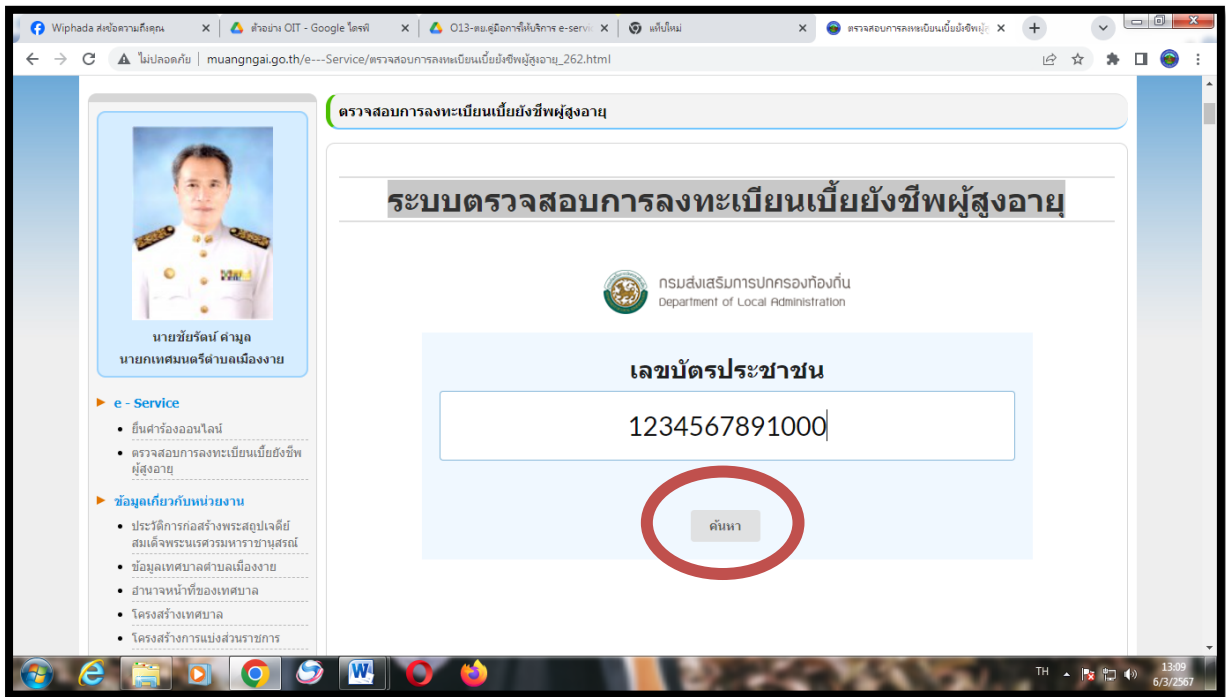 Wiphada ส่งข้อความถึงคุณ
ตัวอย่าง OIT - Google ไดรฟ์
O13-ตย.คู่มือการให้บริการ e-servic
แท็บใหม่
ตรวจสอบการลงทะเบียนเบี้ยยังชีพผู้สู
ไม่ปลอดภัย | muangngai.go.th/e---Service/ตรวจสอบการลงทะเบียนเบี้ยยังชีพผู้สูงอายุ_262.html
ตรวจสอบการลงทะเบียนเบี้ยยังชีพผู้สูงอายุ
ระบบตรวจสอบการลงทะเบียนเบี้ยยังชีพผู้สูงอายุ
กรมส่งเสริมการปกครองท้องถิ่น
Department of Local Administration
เลขบัตรประชาชน
1234567891000
ค้นหา
นายชัยรัตน์ คำมูล
นายกเทศมนตรีตำบลเมืองงาย
e - Service
ยื่นคำร้องออนไลน์
ตรวจสอบการลงทะเบียนเบี้ยยังชีพ
ผู้สูงอายุ
ข้อมูลเกี่ยวกับหน่วยงาน
ประวัติการก่อสร้างพระสถูปเจดีย์
สมเด็จพระนเรศวรมหาราชานุสรณ์
ข้อมูลเทศบาลตำบลเมืองงาย
อำนาจหน้าที่ของเทศบาล
โครงสร้างเทศบาล
โครงสร้างการแบ่งส่วนราชการ
TH
13:09
6/3/2567